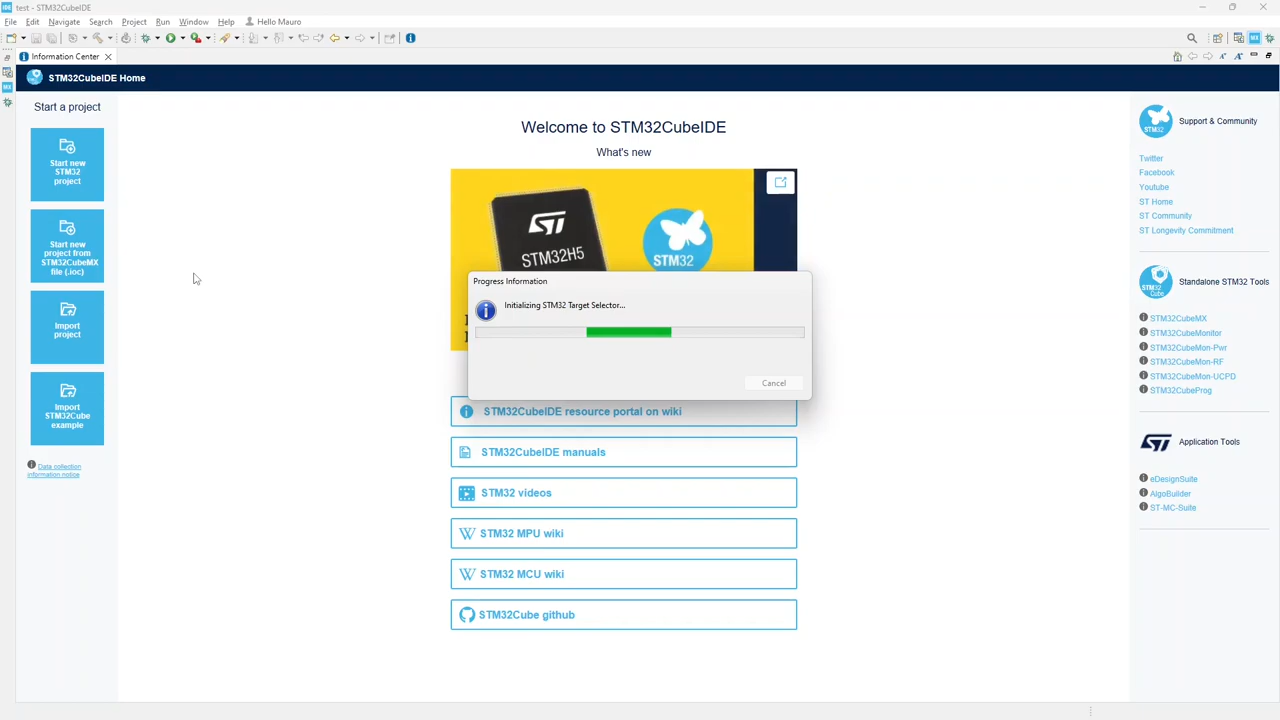 IDE
test - STM32CubeIDE
File Edit Navigate Search Project Run Window Help Hello Mauro
MX
Information Center
STM32CubeIDE Home
Start a project
Start new
STM32
project
Start new
project from
STM32CubeMX
file (.ioc)
Import
project
Import
STM32Cube
example
Data collection
information notice
Welcome to STM32CubeIDE
What's new
STM32H5
STM32
Progress Information
Initializing STM32 Target Selector...
Cancel
STM32CubeIDE resource portal on wiki
STM32CubeIDE manuals
STM32 videos
STM32 MPU wiki
STM32 MCU wiki
STM32Cube github
STM32
Support & Community
Twitter
Facebook
Youtube
ST Home
ST Community
ST Longevity Commitment
STM32
Cube
Standalone STM32 Tools
STM32CubeMX
STM32CubeMonitor
STM32CubeMon-Pwr
STM32CubeMon-RF
STM32CubeMon-UCPD
STM32CubeProg
Application Tools
eDesignSuite
AlgoBuilder
ST-MC-Suite